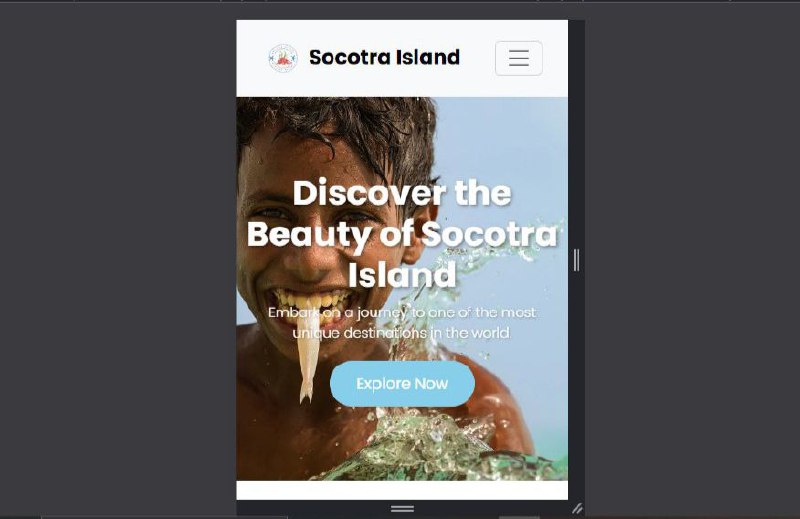 Socotra Island
Discover the
Beauty of Socotra
Island
Embark on a journey to one of the most
unique destinations in the world
Explore Now